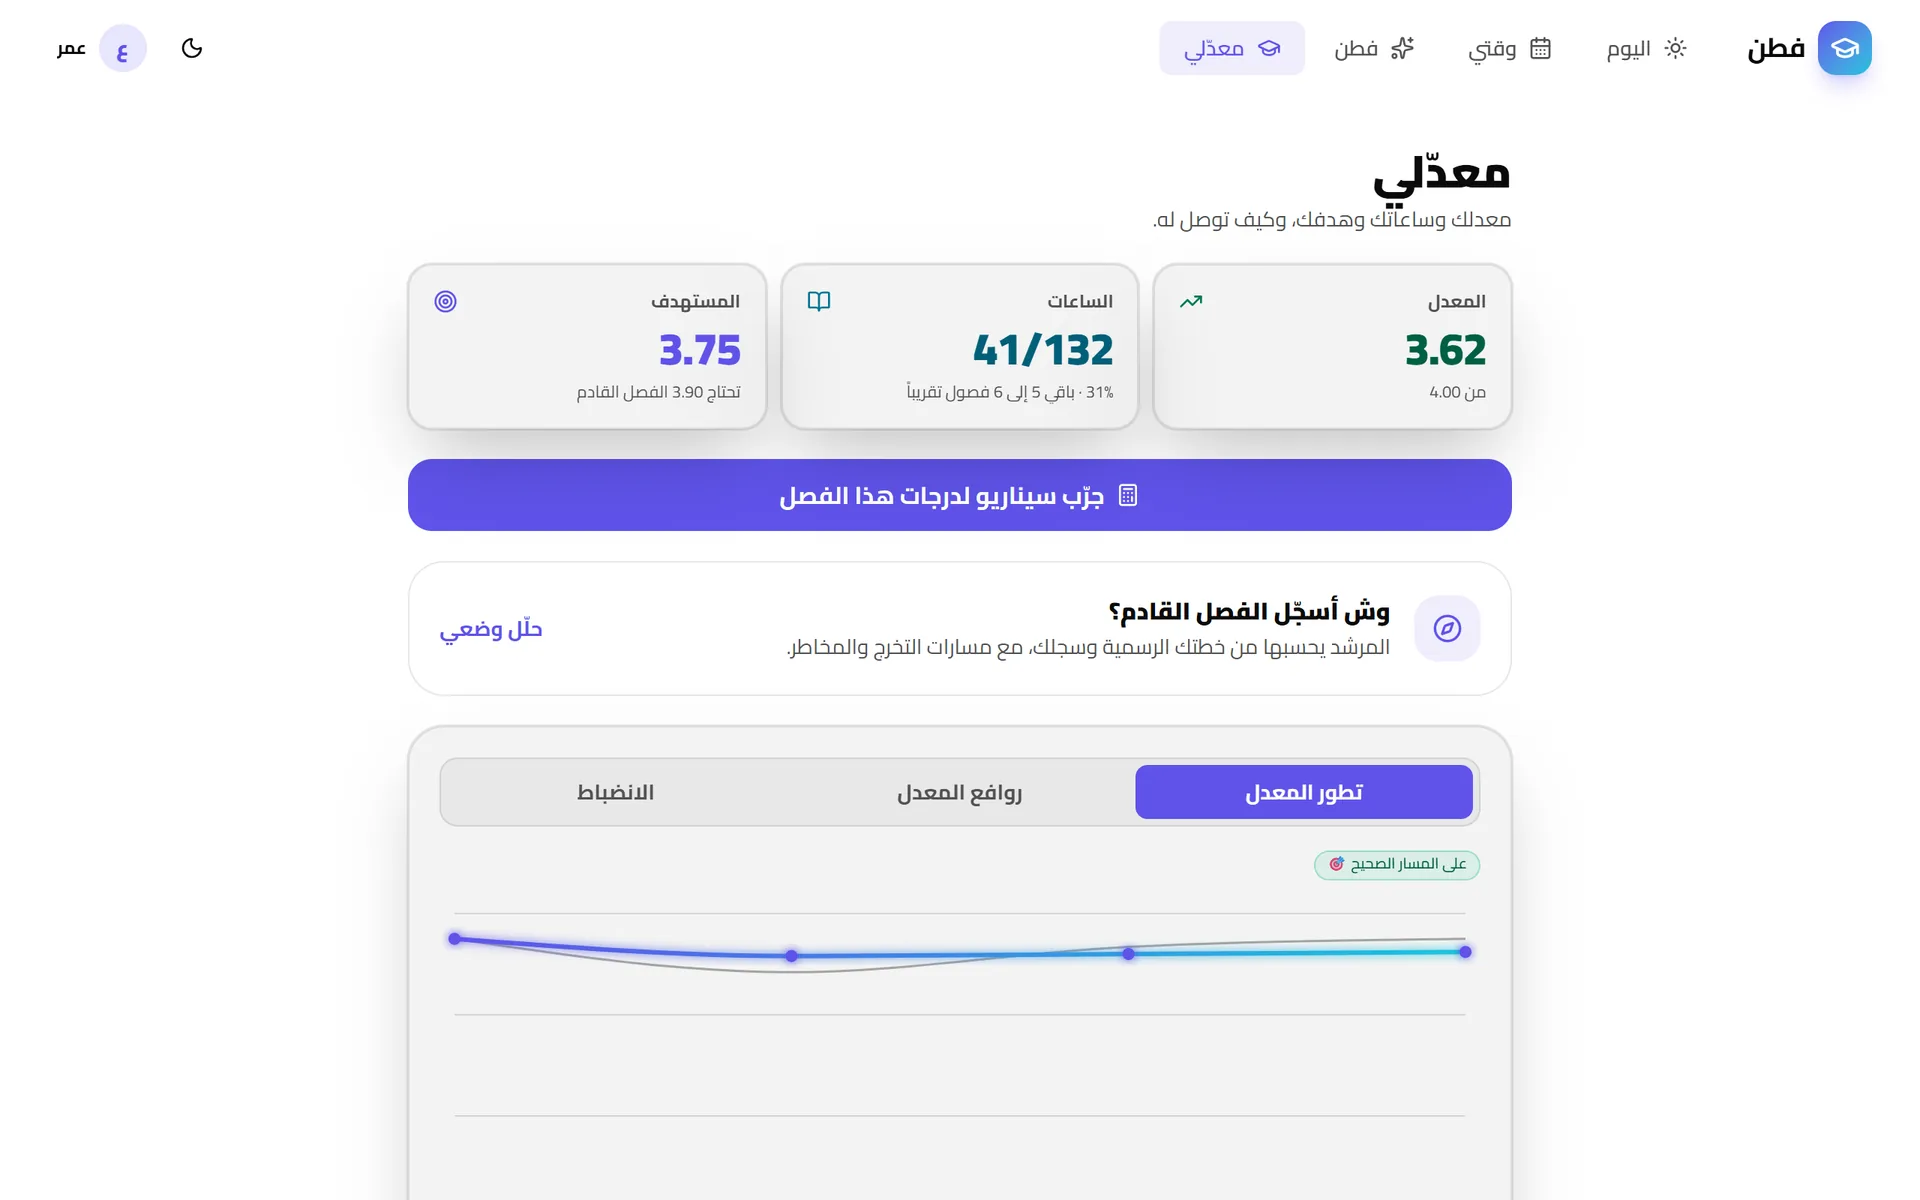 فطن
اليوم
وقتي
فطن
معدّلي
ع
عمر
معدّلي
معدلك وساعاتك وهدفك، وكيف توصل له.
المعدل
3.62
من 4.00
الساعات
41/132
31% · باقي 5 إلى 6 فصول تقريباً
المستهدف
3.75
تحتاج 3.90 الفصل القادم
جرّب سيناريو لدرجات هذا الفصل
وش أسجّل الفصل القادم؟
المرشد يحسبها من خطتك الرسمية وسجلك، مع مسارات التخرج والمخاطر.
حلّل وضعي
تطور المعدل
روافع المعدل
الانضباط
على المسار الصحيح 🎯